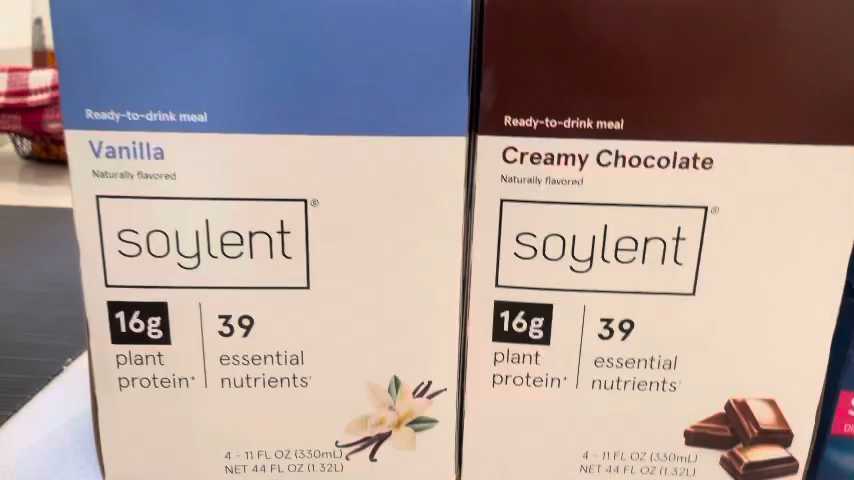 Ready-to-drink meal
Vanilla
Naturally flavored
soylent®
16g
plant
protein*
39
essential
nutrients†
4 - 11 FL OZ (330mL)
NET 44 FL OZ (1.32L)
Ready-to-drink meal
Creamy Chocolate
Naturally flavored
soylent®
16g
plant
protein*
39
essential
nutrients†
4 - 11 FL OZ (330mL)
NET 44 FL OZ (1.32L)